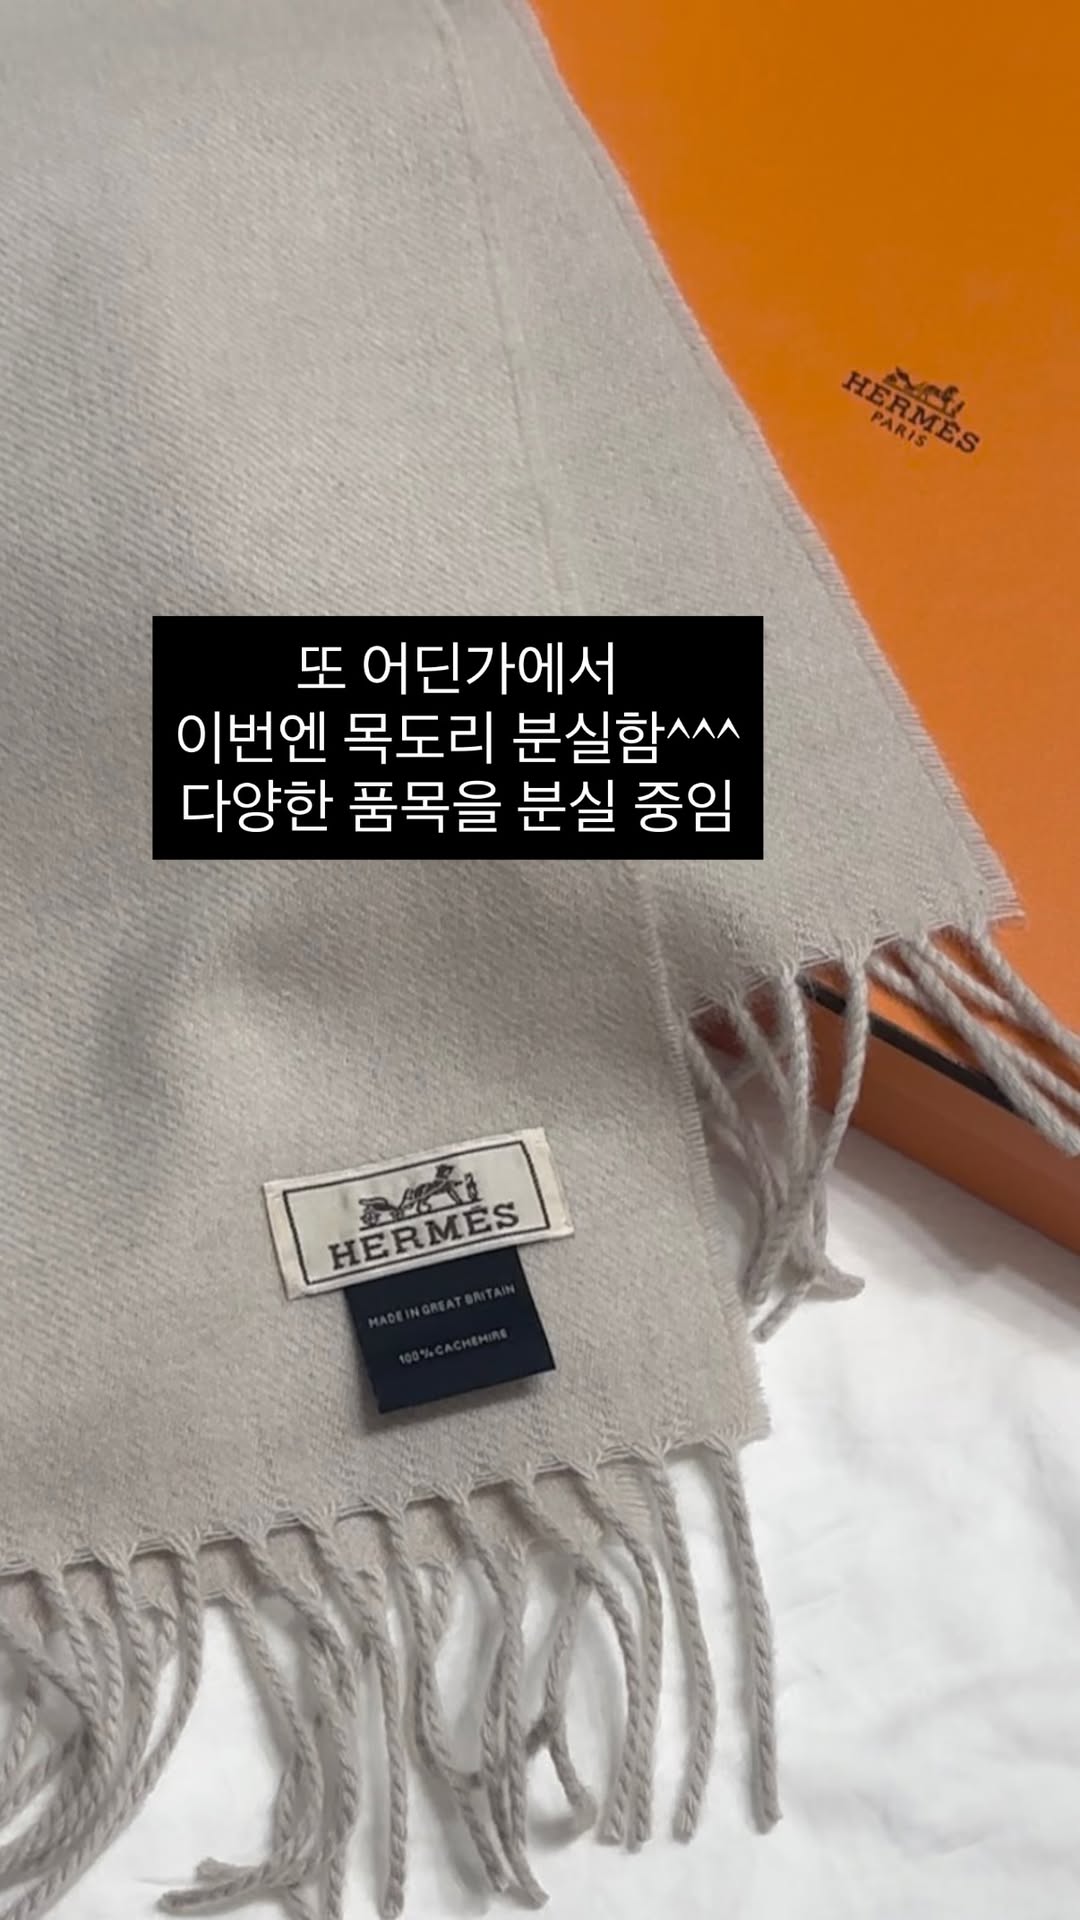 HERMÈS
PARIS
또 어딘가에서
이번엔 목도리 분실함^^^
다양한 품목을 분실 중임
HERMÈS
MADE IN GREAT BRITAIN
100% CACHEMIRE